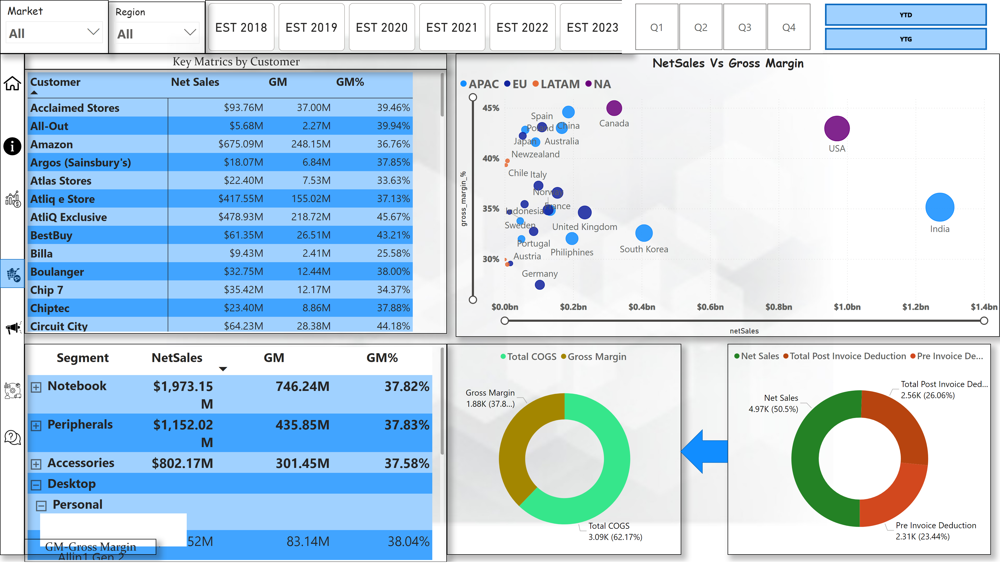 Market
All
Region
All
EST 2018
EST 2019
EST 2020
EST 2021
EST 2022
EST 2023
Q1
Q2
Q3
Q4
YTD
YTG
Key Matrics by Customer
Customer Net Sales GM GM%
Acclaimed Stores $93.76M 37.00M 39.46%
All-Out $5.68M 2.27M 39.94%
Amazon $675.09M 248.15M 36.76%
Argos (Sainsbury's) $18.07M 6.84M 37.85%
Atlas Stores $22.40M 7.53M 33.63%
Atliq e Store $417.55M 155.02M 37.13%
AtliQ Exclusive $478.93M 218.72M 45.67%
BestBuy $61.35M 26.51M 43.21%
Billa $9.43M 2.41M 25.58%
Boulanger $32.75M 12.44M 38.00%
Chip 7 $35.42M 12.17M 34.37%
Chiptec $23.40M 8.86M 37.88%
Circuit City $64.23M 28.38M 44.18%
NetSales Vs Gross Margin
APAC EU LATAM NA
gross_margin_%
45%
40%
35%
30%
Spain
Poland
China
Canada
USA
Japan
Australia
Newzealand
Chile
Italy
Norway
France
Indonesia
Sweden
United Kingdom
India
Portugal
Philiphines
South Korea
Austria
Germany
$0.0bn $0.2bn $0.4bn $0.6bn $0.8bn $1.0bn $1.2bn $1.4bn
netSales
Segment NetSales GM GM%
Notebook $1,973.15 746.24M 37.82%
M
Peripherals $1,152.02 435.85M 37.83%
M
Accessories $802.17M 301.45M 37.58%
Desktop
Personal
52M 83.14M 38.04%
GM-Gross Margin
Allin1 Gen 2
Total COGS Gross Margin
Gross Margin
1.88K (37.8...)
Total COGS
3.09K (62.17%)
Net Sales Total Post Invoice Deduction Pre Invoice De...
Total Post Invoice Ded...
2.56K (26.06%)
Net Sales
4.97K (50.5%)
Pre Invoice Deduction
2.31K (23.44%)